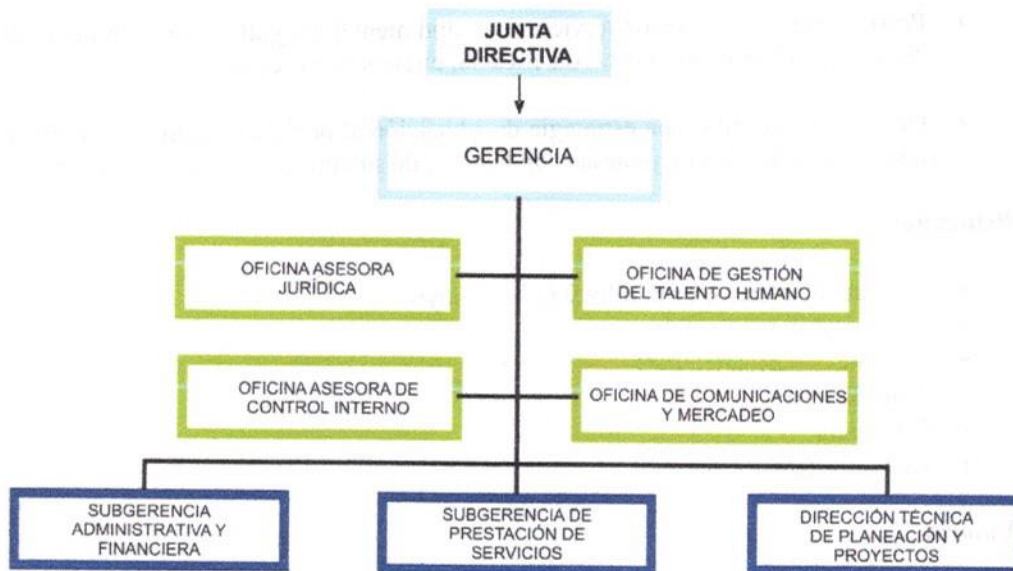 JUNTA
DIRECTIVA
GERENCIA
OFICINA ASESORA
JURÍDICA
OFICINA DE GESTIÓN
DEL TALENTO HUMANO
OFICINA ASESORA DE
CONTROL INTERNO
OFICINA DE COMUNICACIONES
Y MERCADEO
SUBGERENCIA
ADMINISTRATIVA Y
FINANCIERA
SUBGERENCIA DE
PRESTACIÓN DE
SERVICIOS
DIRECCIÓN TÉCNICA
DE PLANEACIÓN Y
PROYECTOS